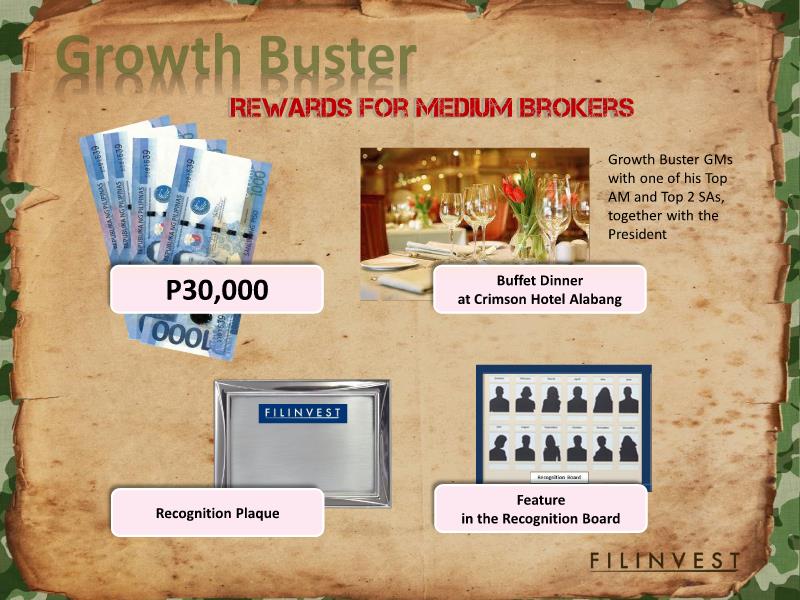 Growth Buster
REWARDS FOR MEDIUM BROKERS
1000
Growth Buster GMs
with one of his Top
AM and Top 2 SAs,
together with the
President
P30,000
Buffet Dinner
at Crimson Hotel Alabang
1000
FILINVEST
Recognition Board
Recognition Plaque
Feature
in the Recognition Board
FILINVEST